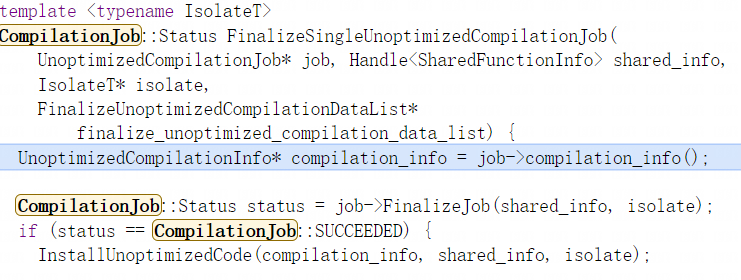 template <typename IsolateT>
CompilationJob::Status FinalizeSingleUnoptimizedCompilationJob(
    UnoptimizedCompilationJob* job, Handle<SharedFunctionInfo> shared_info,
    IsolateT* isolate,
    FinalizeUnoptimizedCompilationDataList*
        finalize_unoptimized_compilation_data_list) {
  UnoptimizedCompilationInfo* compilation_info = job->compilation_info();

  CompilationJob::Status status = job->FinalizeJob(shared_info, isolate);
  if (status == CompilationJob::SUCCEEDED) {
    InstallUnoptimizedCode(compilation_info, shared_info, isolate);